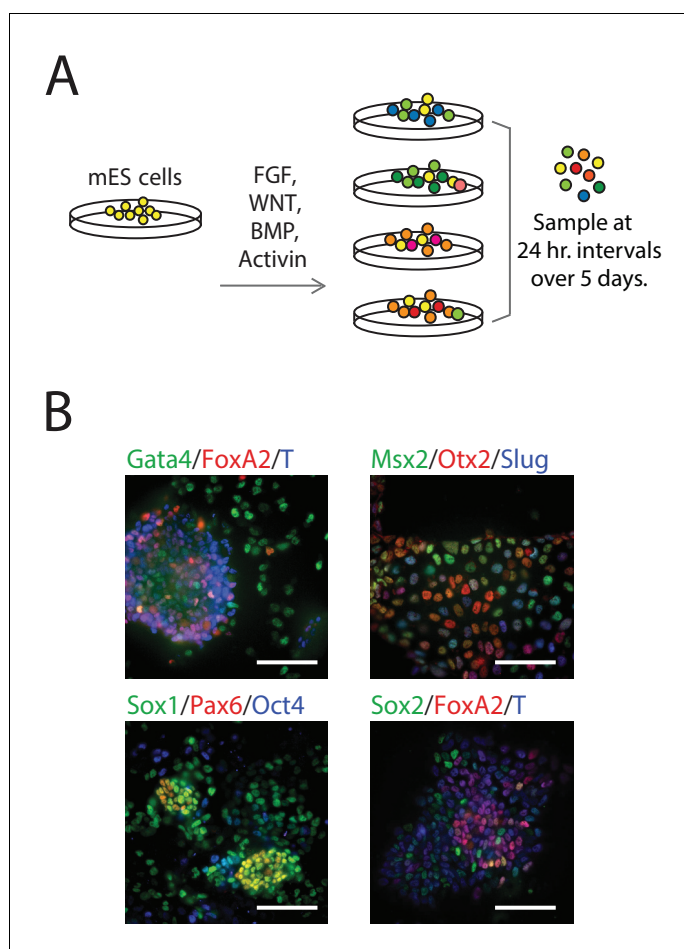 A
mES cells
FGF,
WNT,
BMP,
Activin
Sample at
24 hr. intervals
over 5 days.
B
Gata4/FoxA2/T
Msx2/Otx2/Slug
Sox1/Pax6/Oct4
Sox2/FoxA2/T